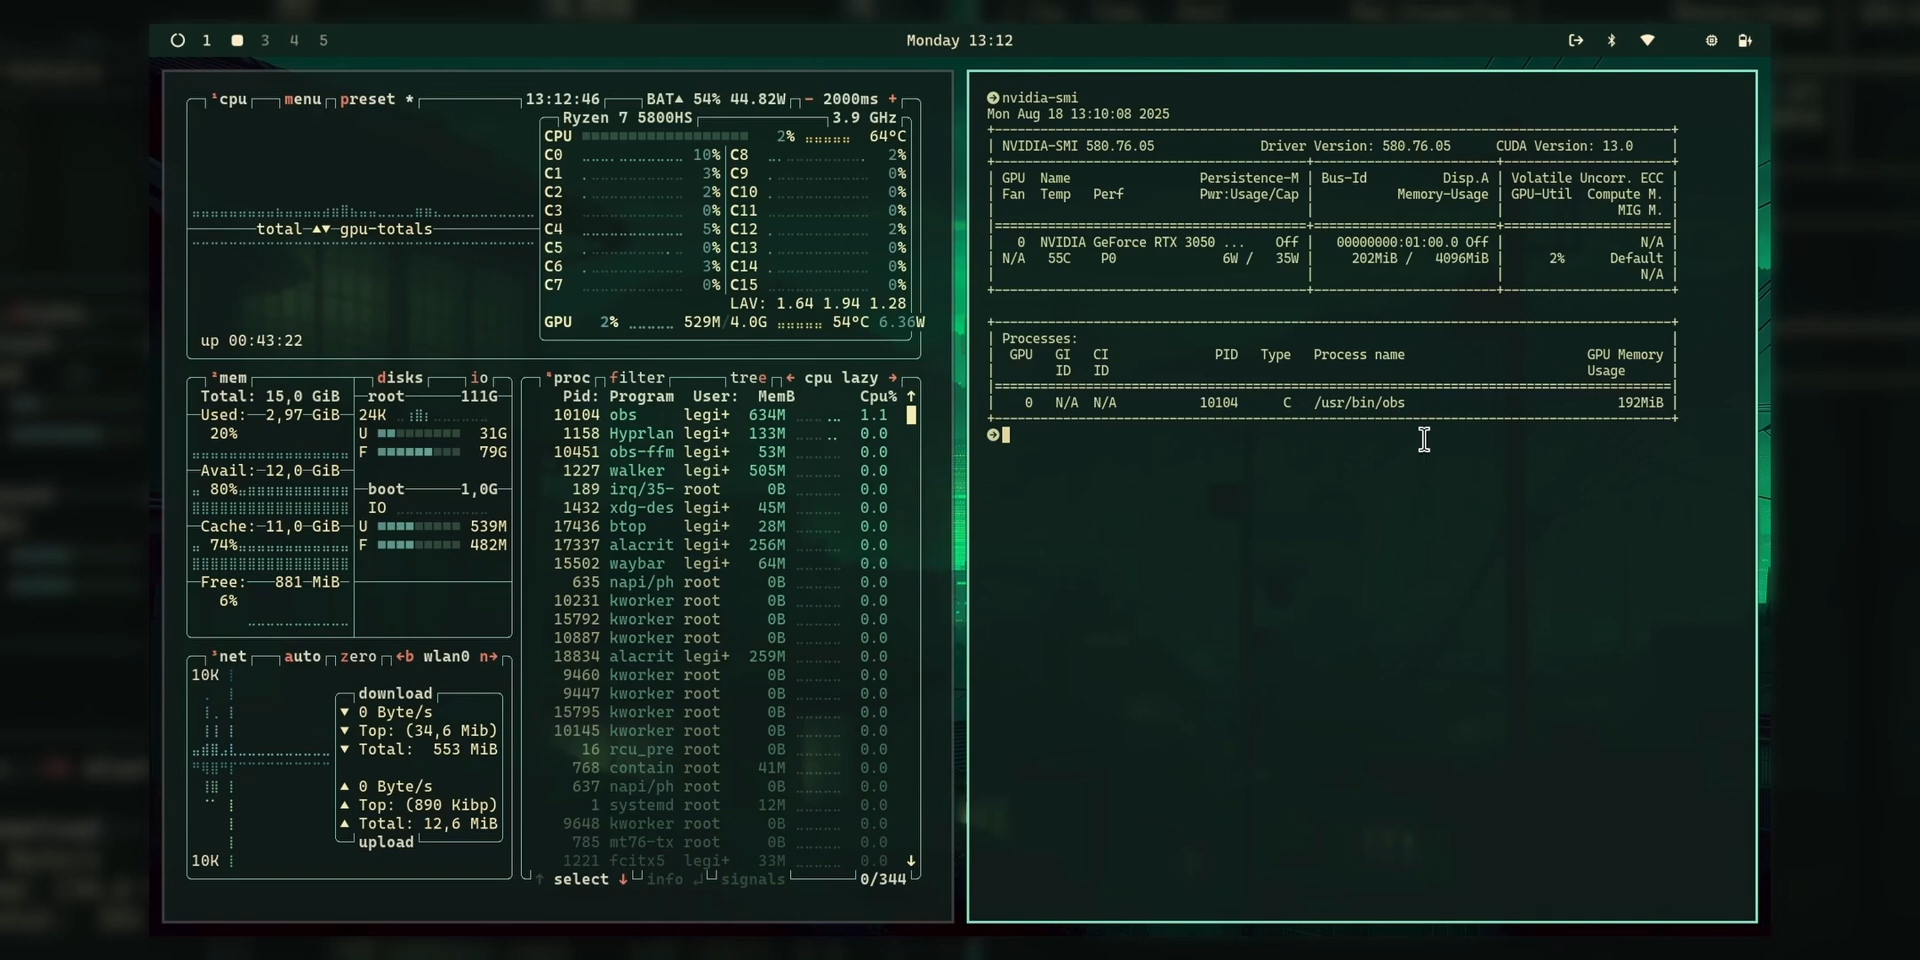 1 3 4 5
Monday 13:12
¹cpu menu preset * 13:12:46 BAT▲ 54% 44.82W - 2000ms +
Ryzen 7 5800HS 3.9 GHz
CPU 2% 64°C
C0 10% C8 2%
C1 3% C9 0%
C2 2% C10 0%
C3 0% C11 0%
C4 5% C12 2%
C5 0% C13 0%
C6 3% C14 0%
C7 0% C15 0%
LAV: 1.64 1.94 1.28
GPU 2% 529M/4.0G 54°C 6.36W
total ▲▼ gpu-totals
up 00:43:22
²mem disks io
Total: 15,0 GiB
Used: 2,97 GiB
20%
Avail: 12,0 GiB
80%
Cache: 11,0 GiB
74%
Free: 881 MiB
6%
root 111G
24K
U 31G
F 79G
boot 1,0G
IO
U 539M
F 482M
³net auto zero ←b wlan0 n→
10K
download
▼ 0 Byte/s
▼ Top: (34,6 Mib)
▼ Total: 553 MiB
▲ 0 Byte/s
▲ Top: (890 Kibp)
▲ Total: 12,6 MiB
upload
10K
⁴proc filter tree ← cpu lazy →
Pid: Program User: MemB Cpu% ↑
10104 obs legi+ 634M 1.1
1158 Hyprlan legi+ 133M 0.0
10451 obs-ffm legi+ 53M 0.0
1227 walker legi+ 505M 0.0
189 irq/35- root 0B 0.0
1432 xdg-des legi+ 45M 0.0
17436 btop legi+ 28M 0.0
17337 alacrit legi+ 256M 0.0
15502 waybar legi+ 64M 0.0
635 napi/ph root 0B 0.0
10231 kworker root 0B 0.0
15792 kworker root 0B 0.0
10887 kworker root 0B 0.0
18834 alacrit legi+ 259M 0.0
9460 kworker root 0B 0.0
9447 kworker root 0B 0.0
15795 kworker root 0B 0.0
10145 kworker root 0B 0.0
16 rcu_pre root 0B 0.0
768 contain root 41M 0.0
637 napi/ph root 0B 0.0
1 systemd root 12M 0.0
9648 kworker root 0B 0.0
785 mt76-tx root 0B 0.0
1221 fcitx5 legi+ 33M 0.0 ↓
↑ select ↓ info ↵ signals 0/344
nvidia-smi
Mon Aug 18 13:10:08 2025
NVIDIA-SMI 580.76.05 Driver Version: 580.76.05 CUDA Version: 13.0
GPU Name Persistence-M | Bus-Id Disp.A | Volatile Uncorr. ECC
Fan Temp Perf Pwr:Usage/Cap | Memory-Usage | GPU-Util Compute M.
MIG M.
0 NVIDIA GeForce RTX 3050 ... Off | 00000000:01:00.0 Off | N/A
N/A 55C P0 6W / 35W | 202MiB / 4096MiB | 2% Default
N/A
Processes:
GPU GI CI PID Type Process name GPU Memory
ID ID Usage
0 N/A N/A 10104 C /usr/bin/obs 192MiB